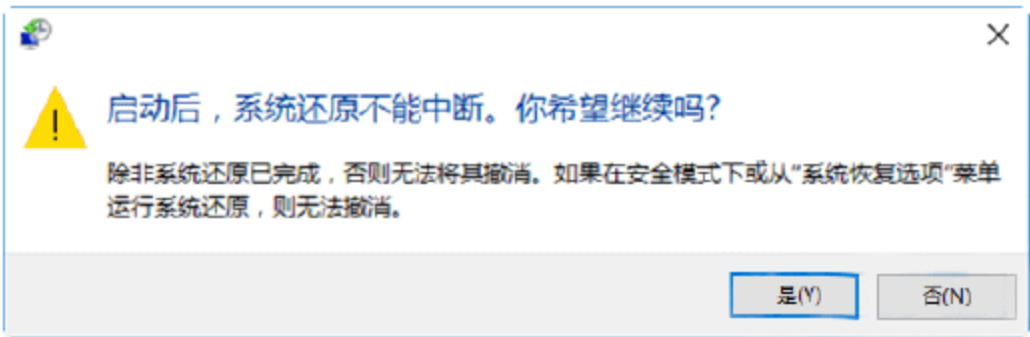 启动后，系统还原不能中断。你希望继续吗?
除非系统还原已完成，否则无法将其撤消。如果在安全模式下或从"系统恢复选项"菜单
运行系统还原，则无法撤消。
是(Y)
否(N)